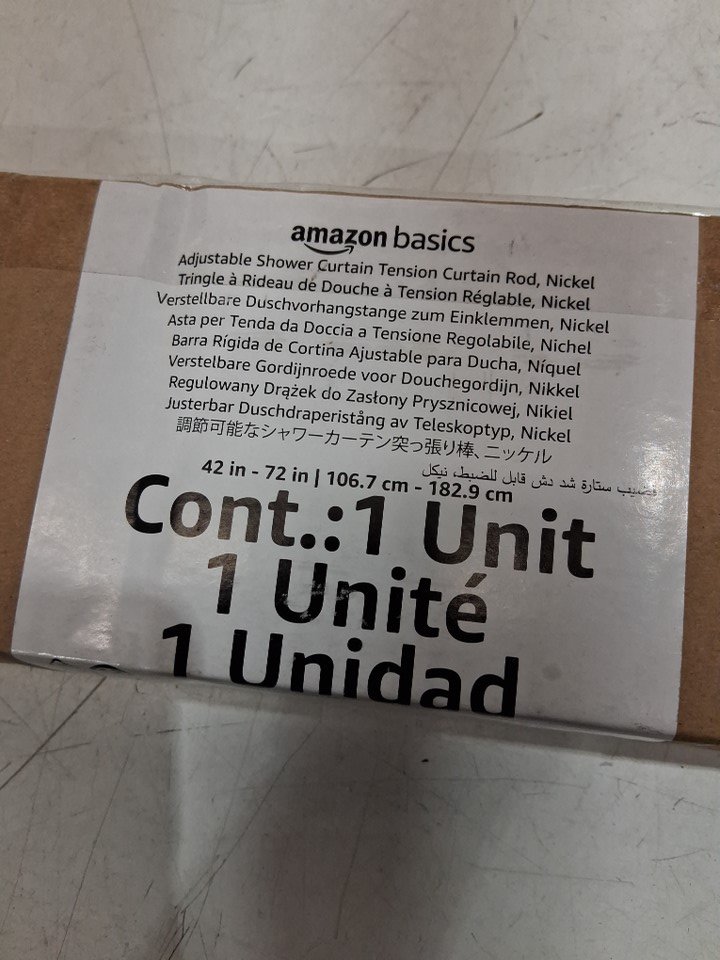 amazon basics
Adjustable Shower Curtain Tension Curtain Rod, Nickel
Tringle à Rideau de Douche à Tension Réglable, Nickel
Verstellbare Duschvorhangstange zum Einklemmen, Nickel
Asta per Tenda da Doccia a Tensione Regolabile, Nichel
Barra Rígida de Cortina Ajustable para Ducha, Níquel
Verstelbare Gordijnroede voor Douchegordijn, Nikkel
Regulowany Drążek do Zasłony Prysznicowej, Nikiel
Justerbar Duschdraperistång av Teleskoptyp, Nickel
調節可能なシャワーカーテン突っ張り棒、ニッケル
قضيب ستارة شد دش قابل للضبط، نيكل
42 in - 72 in | 106.7 cm - 182.9 cm
Cont.:1 Unit
1 Unité
1 Unidad